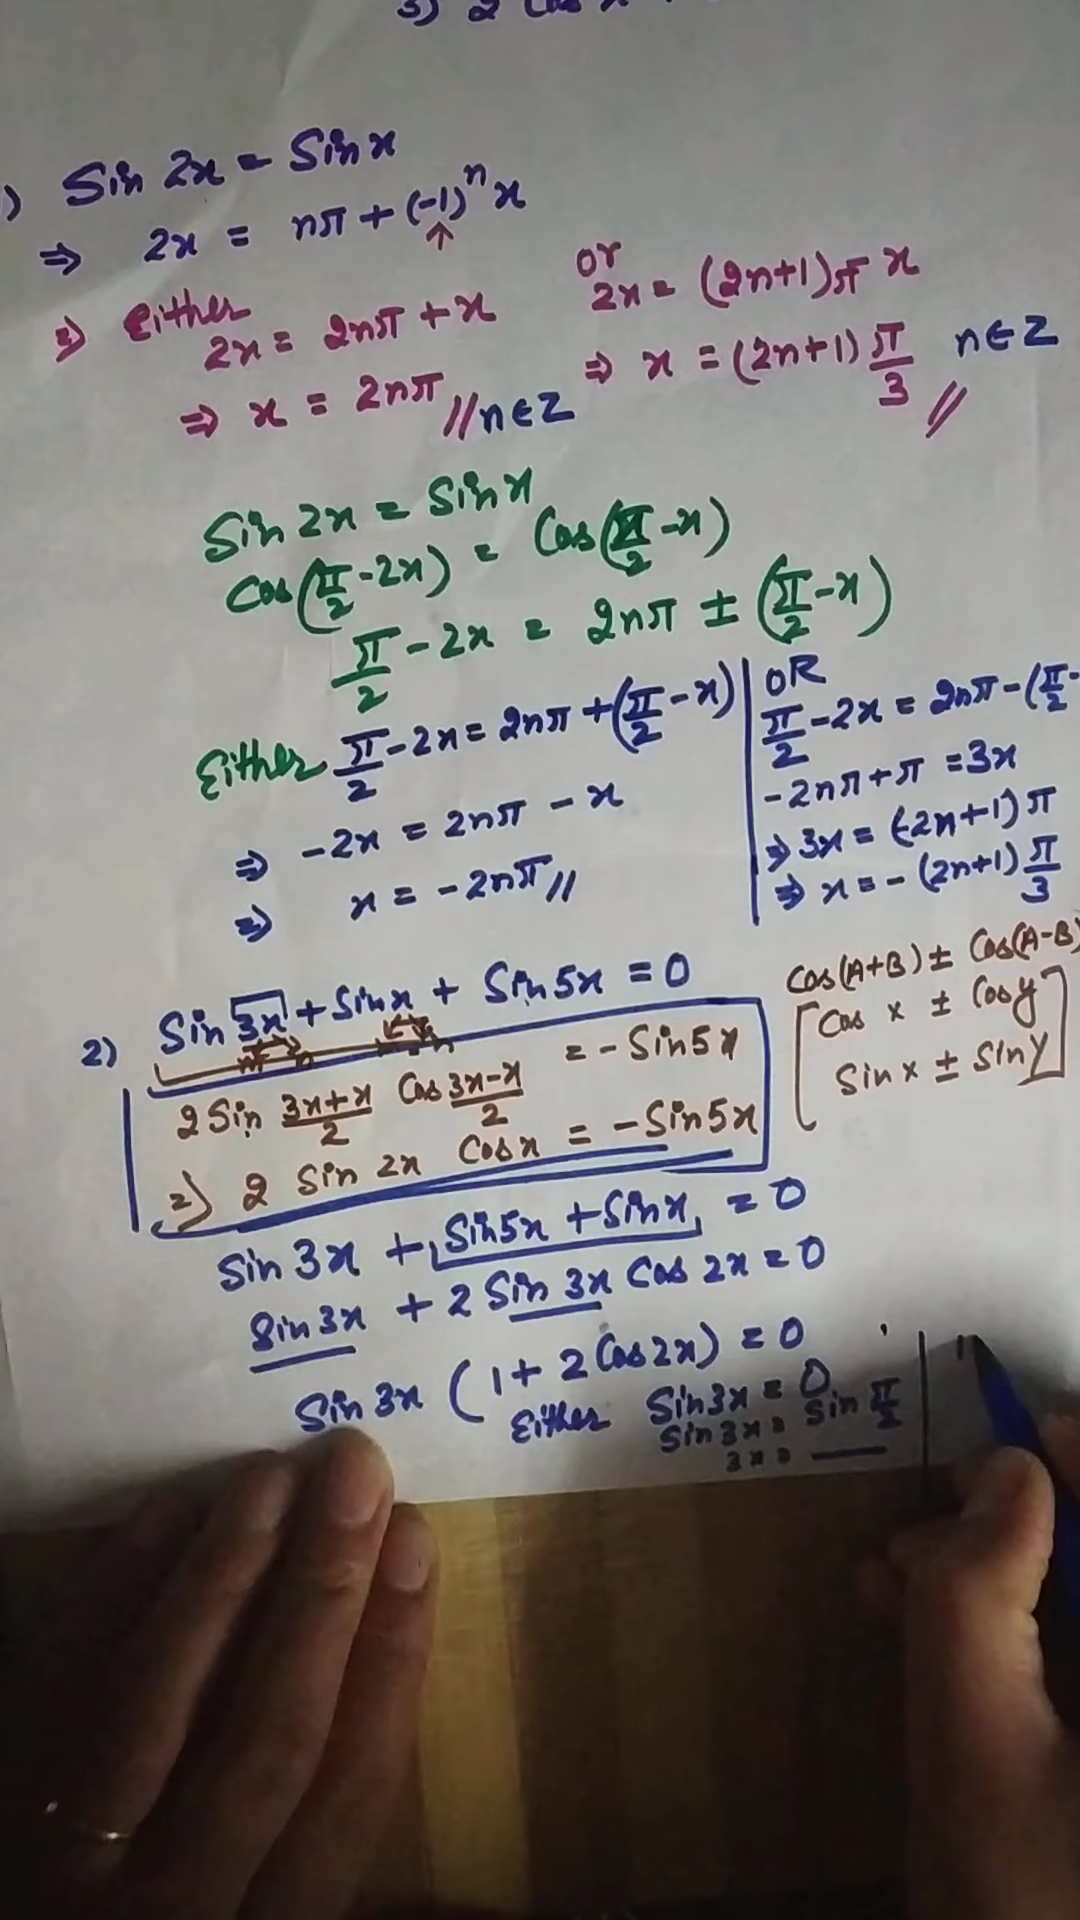 3) 2 Cos x
1) Sin 2x = Sin x
⇒ 2x = nπ + (-1)ⁿ x
↑
⇒ Either or
2x = 2nπ + x 2x = (2n+1)π x
⇒ x = 2nπ // n∈Z ⇒ x = (2n+1) π/3 // n∈Z
Sin 2x = Sin x
Cos(π/2 - 2x) = Cos(π/2 - x)
π/2 - 2x = 2nπ ± (π/2 - x)
Either π/2 - 2x = 2nπ + (π/2 - x)
⇒ -2x = 2nπ - x
⇒ x = -2nπ //
OR
π/2 - 2x = 2nπ - (π/2 -
-2nπ + π = 3x
⇒ 3x = (-2n+1) π
⇒ x = - (2n+1) π/3
2) Sin 3x + Sin x + Sin 5x = 0
2 Sin (3x+x)/2 Cos (3x-x)/2 = - Sin 5x
⇒ 2 Sin 2x Cos x = - Sin 5x
Cos(A+B) ± Cos(A-B)
[Cos x ± Cos y
Sin x ± Sin y]
Sin 3x + Sin 5x + Sin x = 0
Sin 3x + 2 Sin 3x Cos 2x = 0
Sin 3x (1 + 2 Cos 2x) = 0
Either Sin 3x = 0
Sin 3x = Sin π/2
3x =